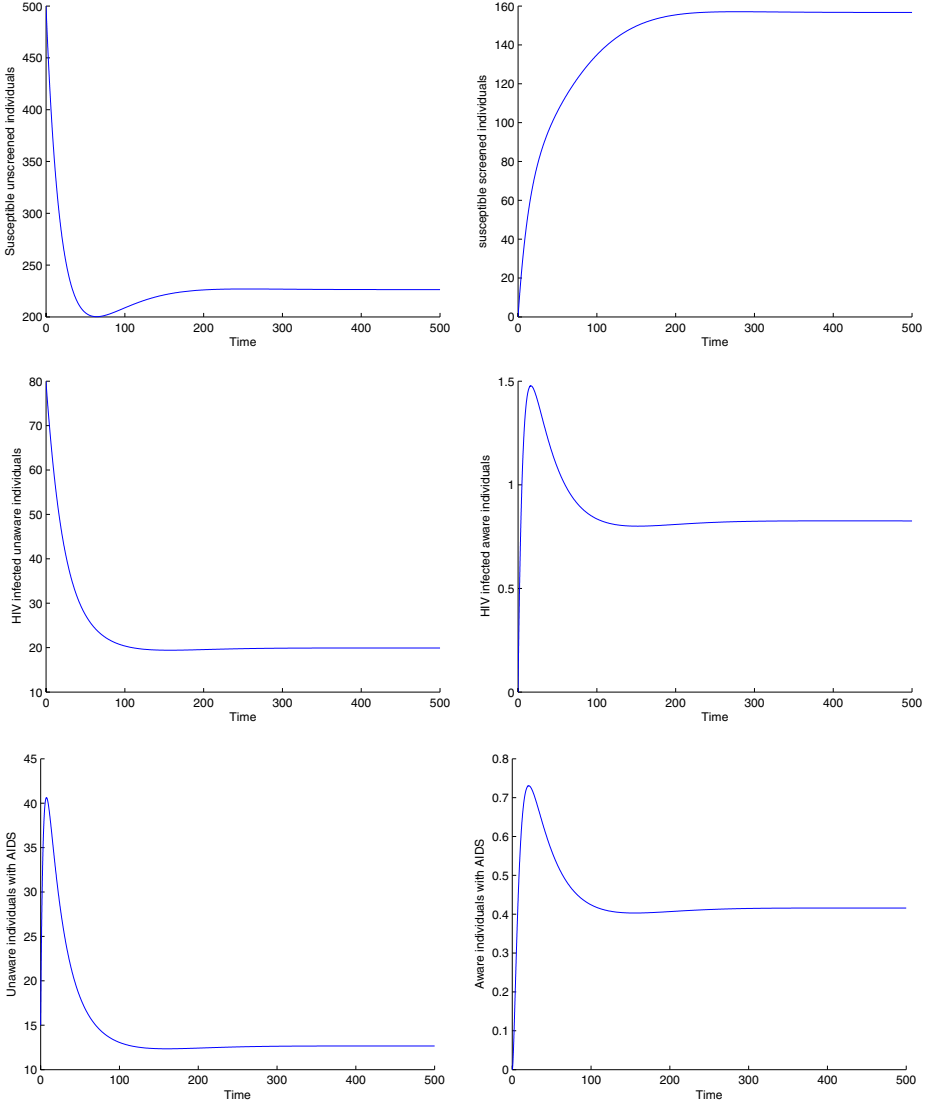 500
450
400
350
300
250
200
Susceptible unscreened individuals
0 100 200 300 400 500
Time
160
140
120
100
80
60
40
20
0
susceptible screened individuals
0 100 200 300 400 500
Time
80
70
60
50
40
30
20
10
HIV infected unaware individuals
0 100 200 300 400 500
Time
1.5
1
0.5
0
HIV infected aware individuals
0 100 200 300 400 500
Time
45
40
35
30
25
20
15
10
Unaware individuals with AIDS
0 100 200 300 400 500
Time
0.8
0.7
0.6
0.5
0.4
0.3
0.2
0.1
0
Aware individuals with AIDS
0 100 200 300 400 500
Time